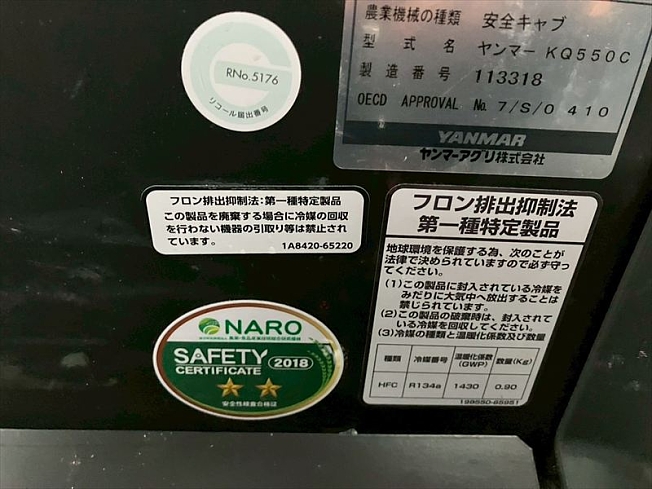 農業機械の種類 安全キャブ
型式名 ヤンマー KQ550C
製造番号 113318
OECD APPROVAL No. 7/S/0 410
YANMAR
ヤンマーアグリ株式会社
RNo.5176
リコール届出番号
フロン排出抑制法:第一種特定製品
この製品を廃棄する場合に冷媒の回収
を行わない機器の引取り等は禁止され
ています。
1A8420-65220
フロン排出抑制法
第一種特定製品
地球環境を保護する為、次のことが
法律で決められていますので必ず守っ
てください。
(1)この製品に封入されている冷媒を
みだりに大気中へ放出することは
禁じられています。
(2)この製品の破棄時は、封入されて
いる冷媒を回収してください。
(3)冷媒の種類と温暖化係数及び数量
種類 冷媒番号 温暖化係数(GWP) 数量(Kg)
HFC R134a 1430 0.90
198550-65951
NARO
SAFETY
CERTIFICATE 2018
安全性検査合格証